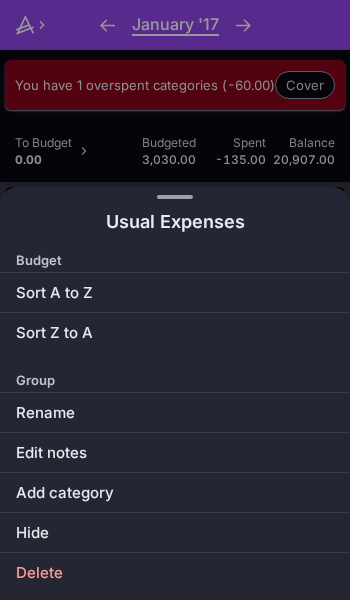 January '17
You have 1 overspent categories (-60.00)
Cover
To Budget Budgeted Spent Balance
0.00 3,030.00 -135.00 20,907.00
Usual Expenses
Budget
Sort A to Z
Sort Z to A
Group
Rename
Edit notes
Add category
Hide
Delete